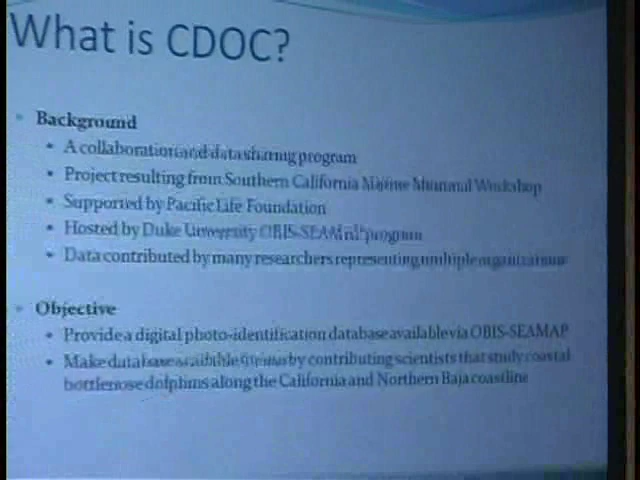 What is CDOC?
Background
A collaboration and data sharing program
Project resulting from Southern California Marine Mammal Workshop
Supported by Pacific Life Foundation
Hosted by Duke University OBIS-SEAMAP program
Data contributed by many researchers representing multiple organizations
Objective
Provide a digital photo-identification database available via OBIS-SEAMAP
Make database available for use by contributing scientists that study coastal
bottlenose dolphins along the California and Northern Baja coastline